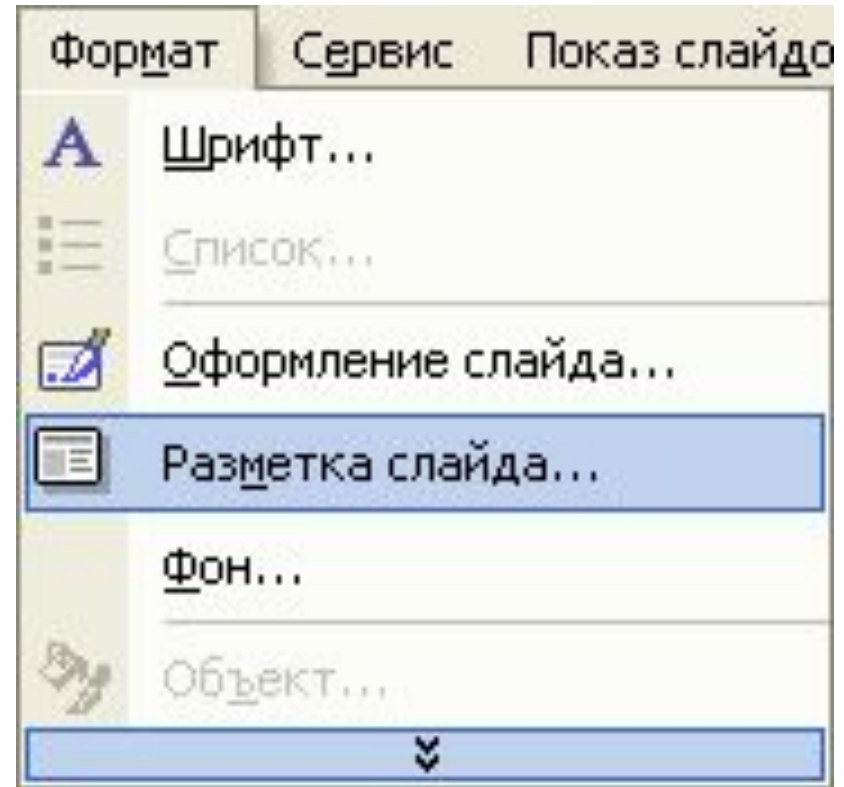 Формат Сервис Показ слайдо
Шрифт...
Список...
Оформление слайда...
Разметка слайда...
Фон...
Объект...